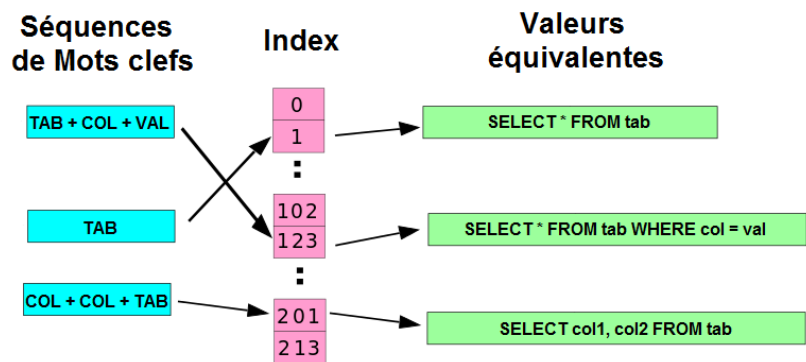 Séquences
de Mots clefs
Index
Valeurs
équivalentes
TAB + COL + VAL
TAB
COL + COL + TAB
0
1
:
102
123
:
201
213
SELECT * FROM tab
SELECT * FROM tab WHERE col = val
SELECT col1, col2 FROM tab